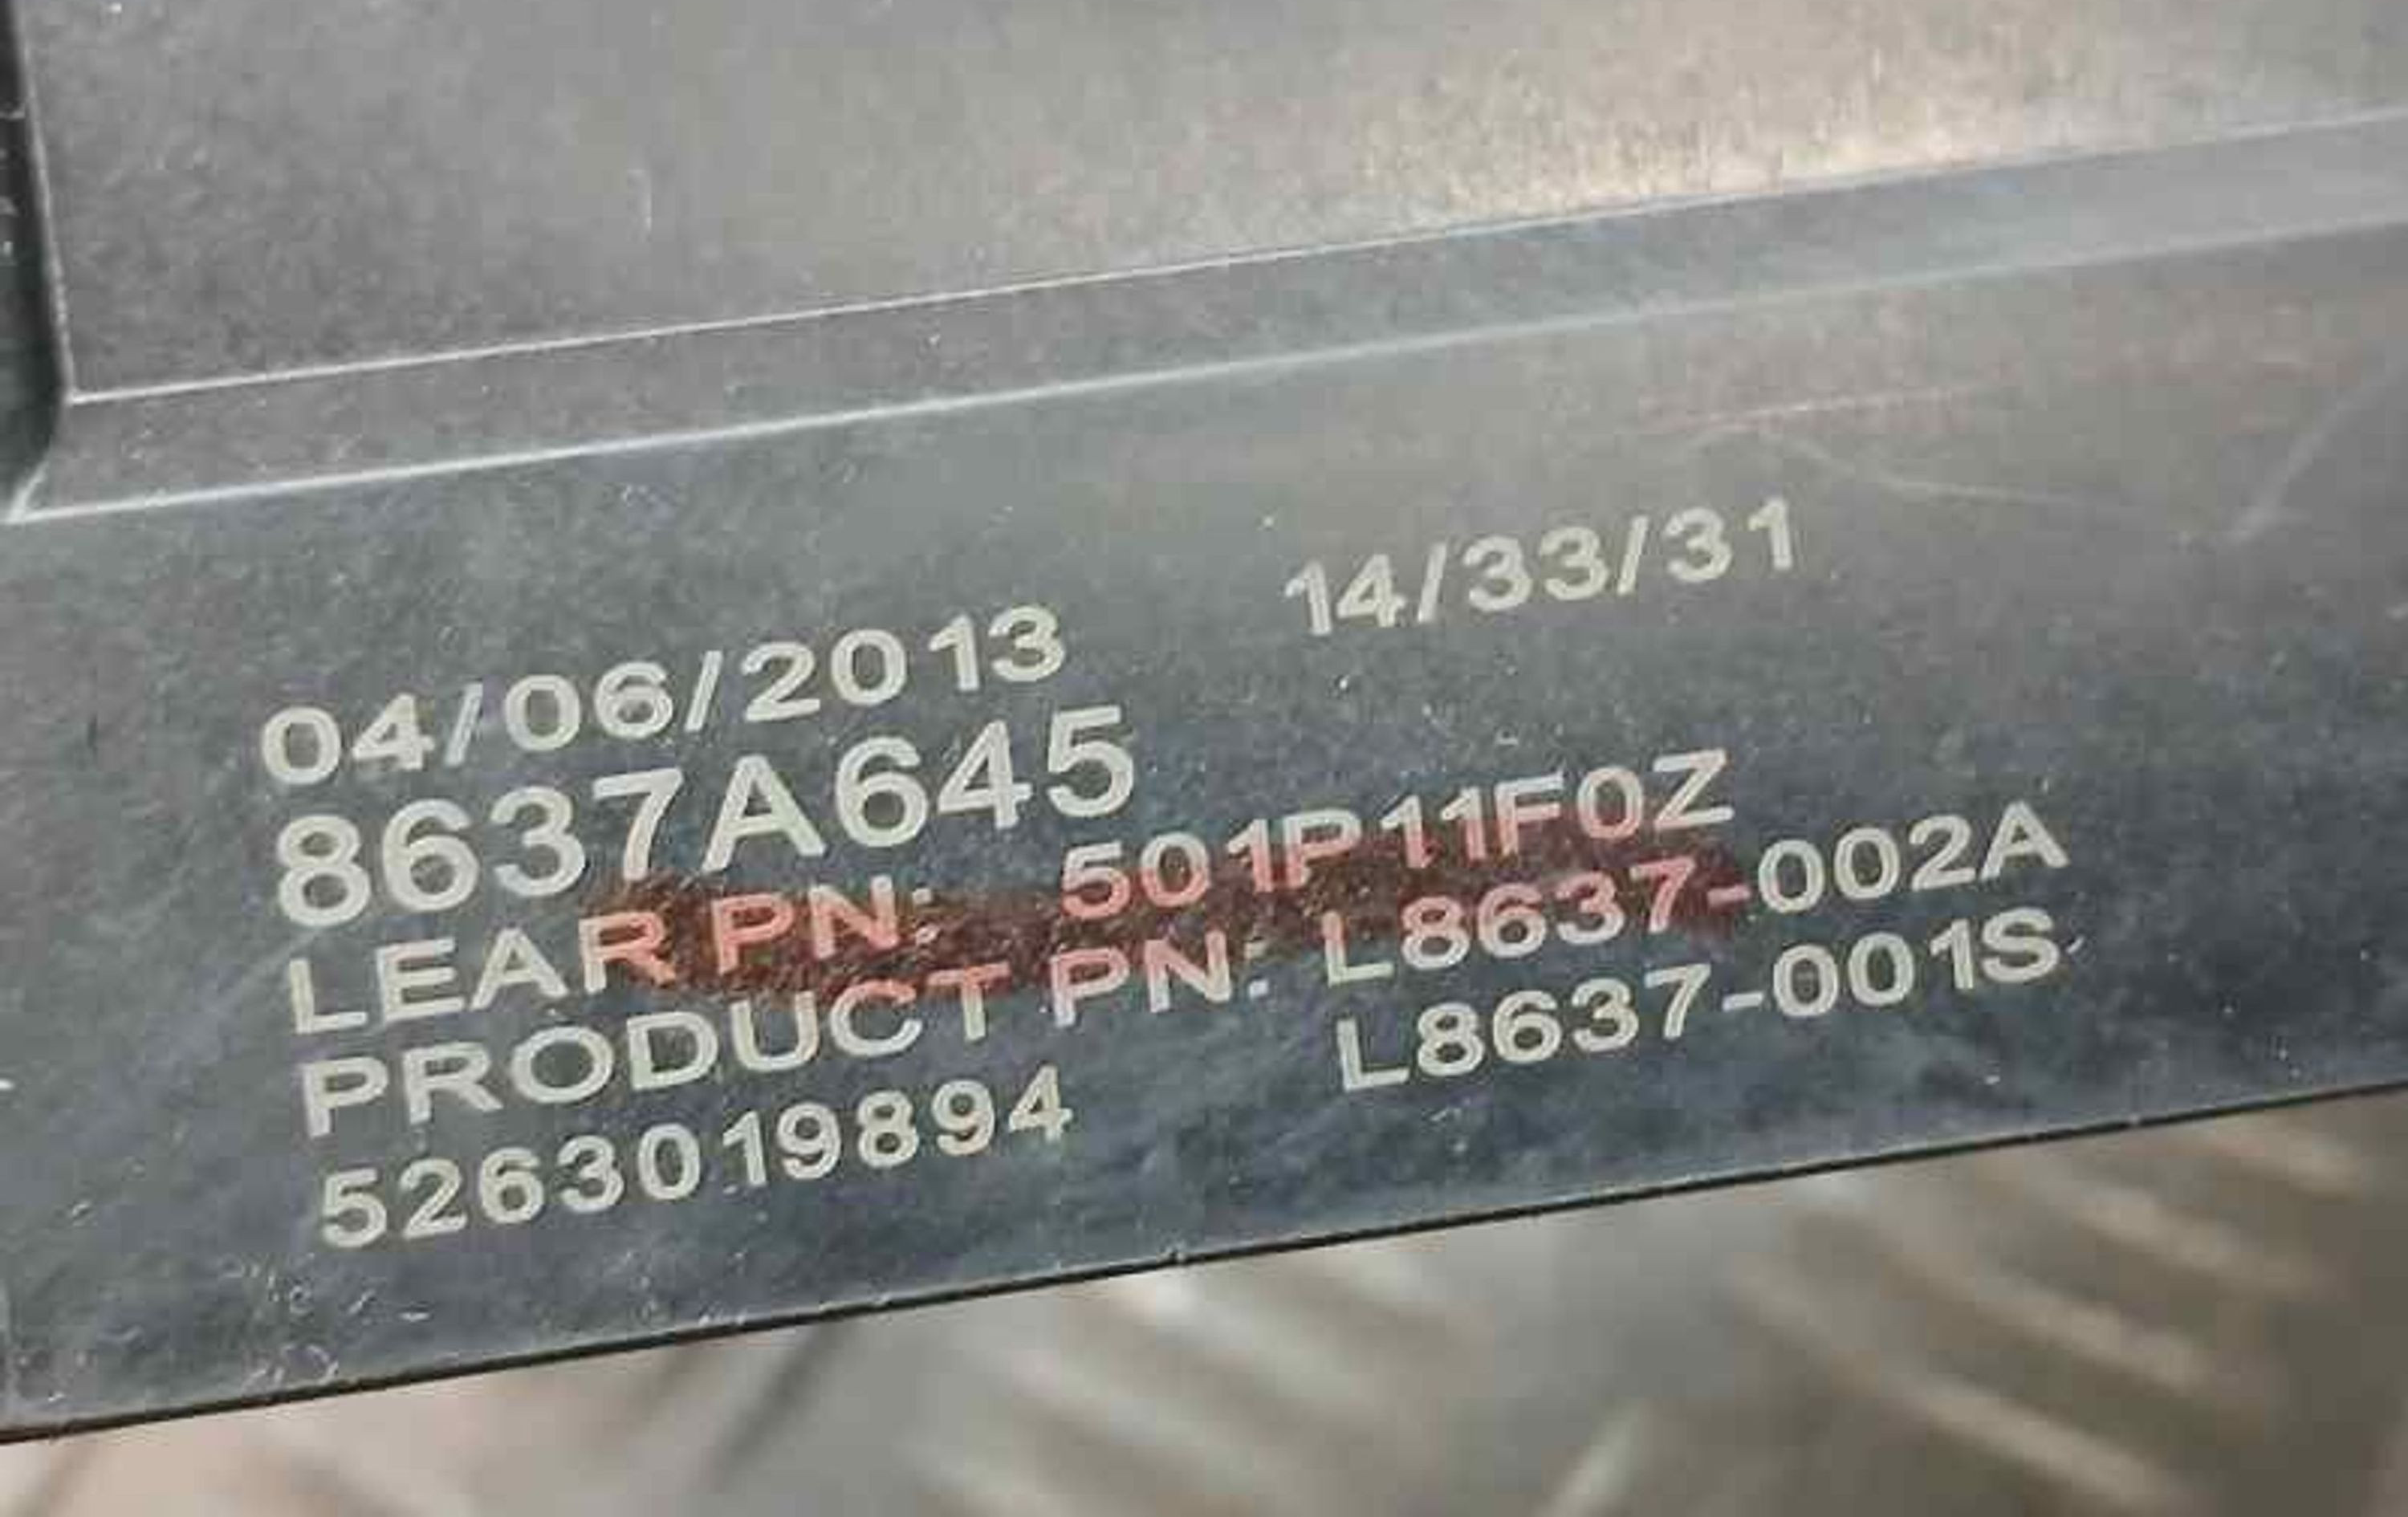 04/06/2013 14/33/31
8637A645
LEAR PN: 501P11F0Z
PRODUCT PN: L8637-002A
5263019894 L8637-001S